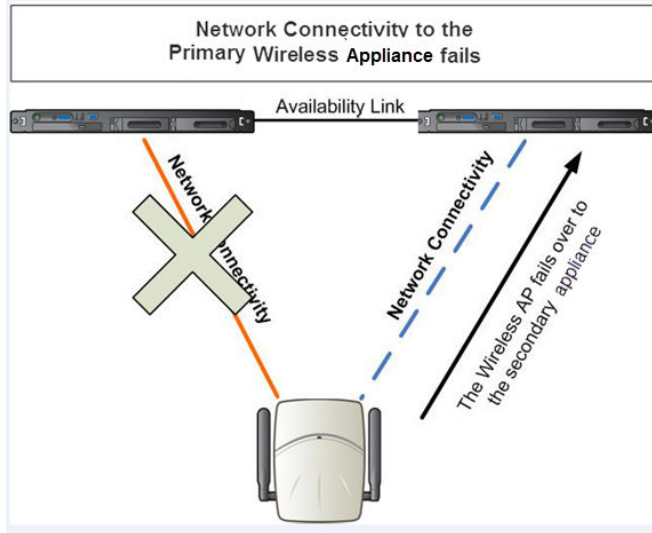 Network Connectivity to the
Primary Wireless Appliance fails
Availability Link
Network Connectivity
Network Connectivity
The Wireless AP fails over to
the secondary appliance